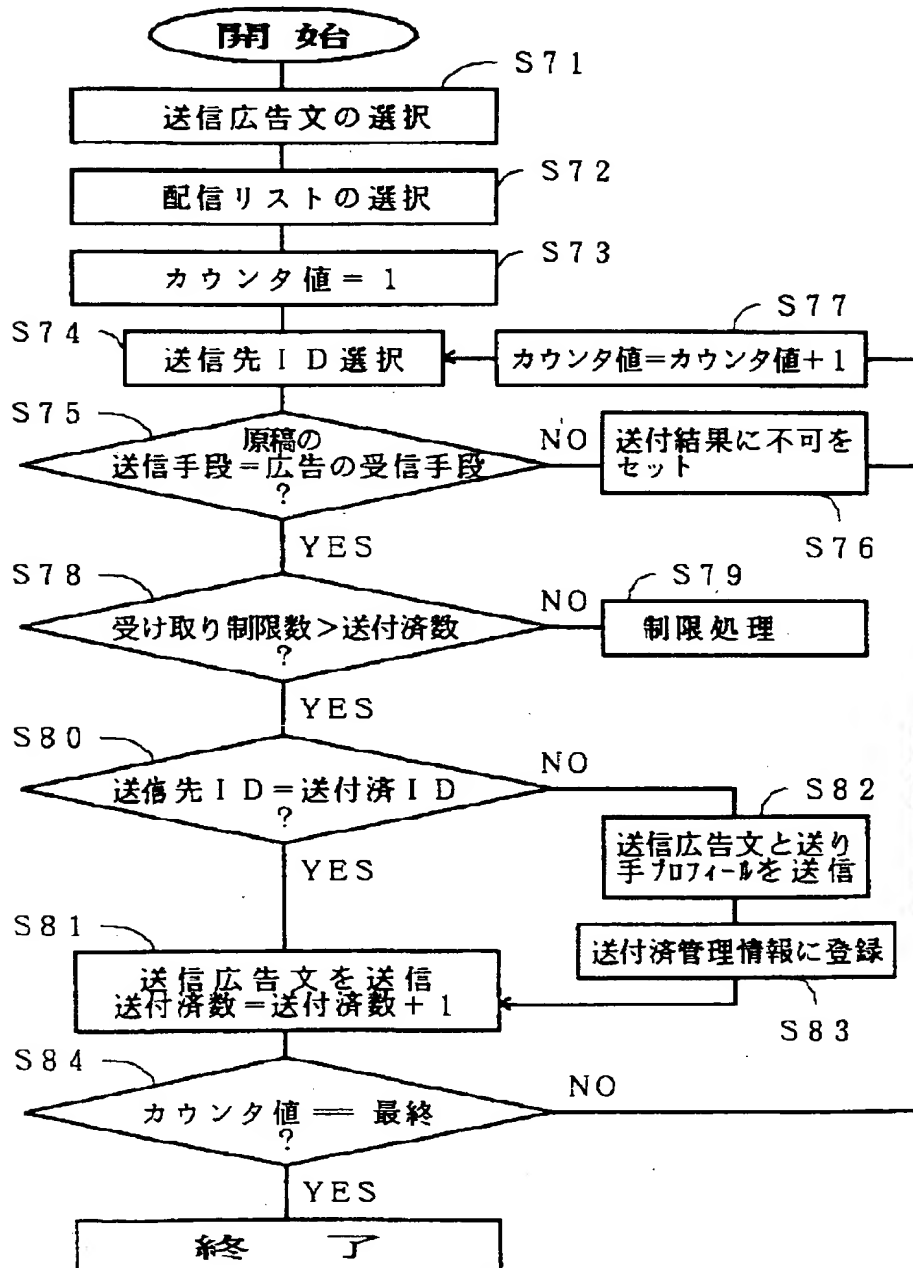 開始
S71
送信広告文の選択
S72
配信リストの選択
S73
カウンタ値=1
S74
送信先ID選択
S77
カウンタ値=カウンタ値+1
S75
原稿の
送信手段=広告の受信手段
?
NO
送付結果に不可を
セット
S76
YES
S78
受け取り制限数>送付済数
?
NO
S79
制限処理
YES
S80
送信先ID=送付済ID
?
NO
S82
送信広告文と送り
手プロフィールを送信
YES
S81
送信広告文を送信
送付済数=送付済数+1
送付済管理情報に登録
S83
S84
カウンタ値==最終
?
NO
YES
終了